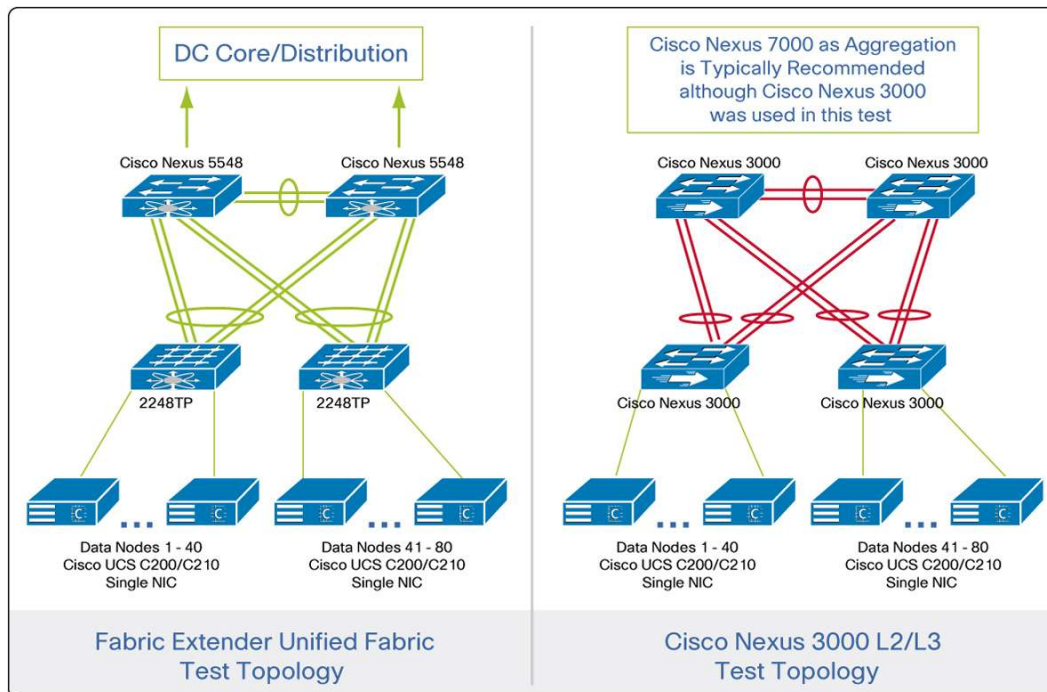 DC Core/Distribution
Cisco Nexus 5548
Cisco Nexus 5548
2248TP
2248TP
C
C
C
C
Data Nodes 1 - 40
Cisco UCS C200/C210
Single NIC
Data Nodes 41 - 80
Cisco UCS C200/C210
Single NIC
Fabric Extender Unified Fabric
Test Topology
Cisco Nexus 7000 as Aggregation
is Typically Recommended
although Cisco Nexus 3000
was used in this test
Cisco Nexus 3000
Cisco Nexus 3000
Cisco Nexus 3000
Cisco Nexus 3000
C
C
C
C
Data Nodes 1 - 40
Cisco UCS C200/C210
Single NIC
Data Nodes 41 - 80
Cisco UCS C200/C210
Single NIC
Cisco Nexus 3000 L2/L3
Test Topology